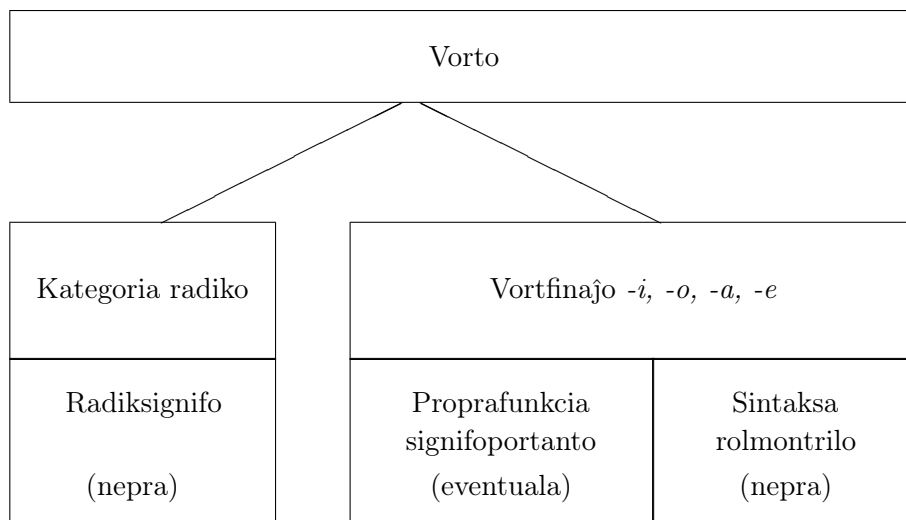 Vorto
Kategoria radiko
Vortfinaĵo -i, -o, -a, -e
Radiksignifo
(nepra)
Proprafunkcia
signifoportanto
(eventuala)
Sintaksa
rolmontrilo
(nepra)